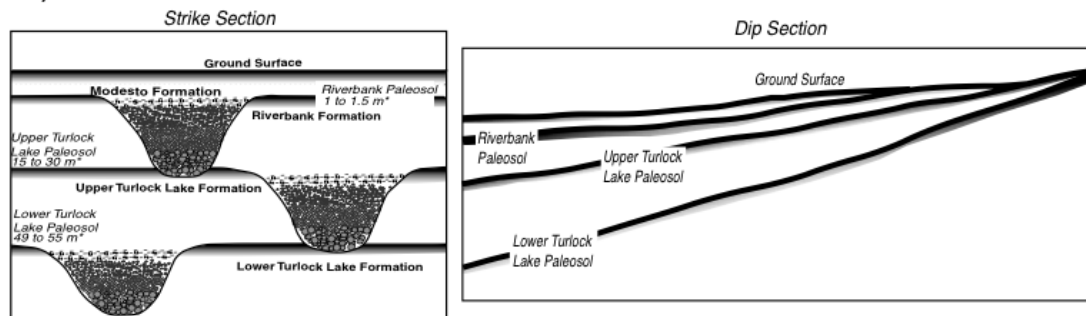 Strike Section
Ground Surface
Modesto Formation
Riverbank Paleosol
1 to 1.5 m*
Riverbank Formation
Upper Turlock
Lake Paleosol
15 to 30 m*
Upper Turlock Lake Formation
Lower Turlock
Lake Paleosol
49 to 55 m*
Lower Turlock Lake Formation
Dip Section
Ground Surface
Riverbank
Paleosol
Upper Turlock
Lake Paleosol
Lower Turlock
Lake Paleosol